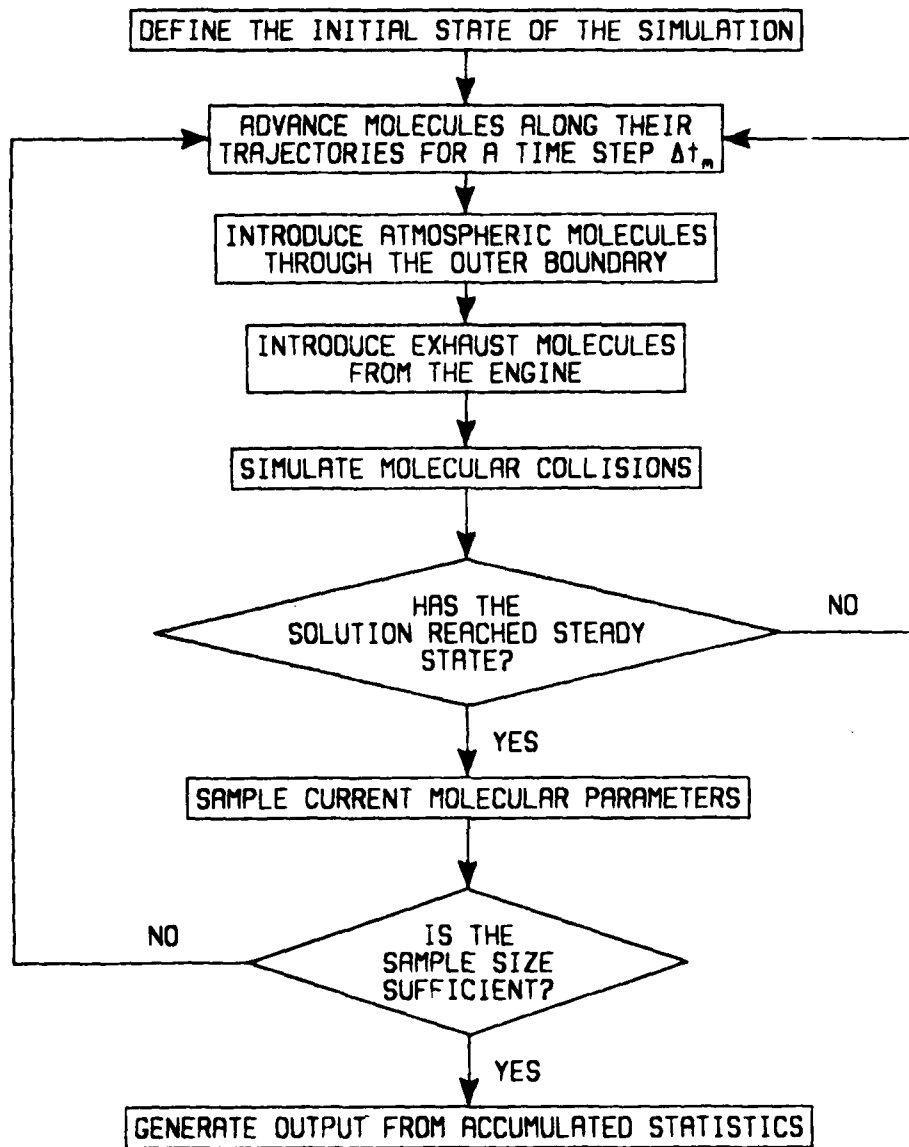 DEFINE THE INITIAL STATE OF THE SIMULATION
ADVANCE MOLECULES ALONG THEIR
TRAJECTORIES FOR A TIME STEP Δtₘ
INTRODUCE ATMOSPHERIC MOLECULES
THROUGH THE OUTER BOUNDARY
INTRODUCE EXHAUST MOLECULES
FROM THE ENGINE
SIMULATE MOLECULAR COLLISIONS
HAS THE
SOLUTION REACHED STEADY
STATE?
NO
YES
SAMPLE CURRENT MOLECULAR PARAMETERS
NO
IS THE
SAMPLE SIZE
SUFFICIENT?
YES
GENERATE OUTPUT FROM ACCUMULATED STATISTICS